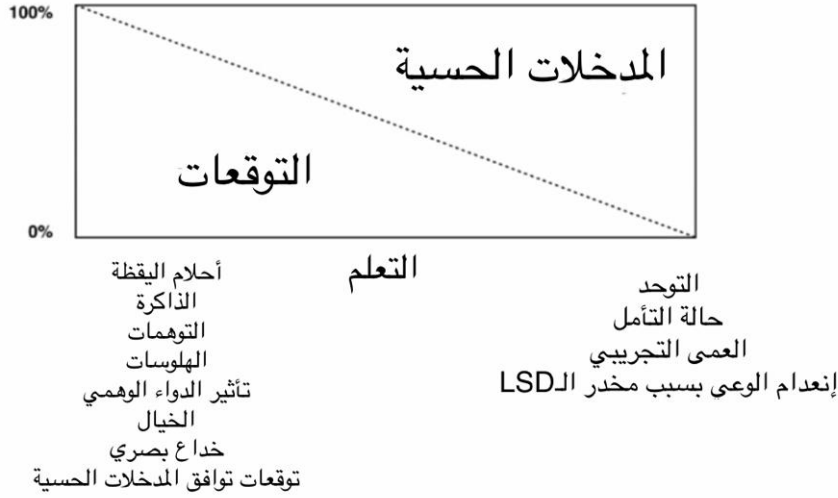 100%
المدخلات الحسية
التوقعات
0%
التعلم
أحلام اليقظة
الذاكرة
التوهمات
الهلوسات
تأثير الدواء الوهمي
الخيال
خداع بصري
توقعات توافق المدخلات الحسية
التوحد
حالة التأمل
العمى التجريبي
إنعدام الوعي بسبب مخدر الـLSD